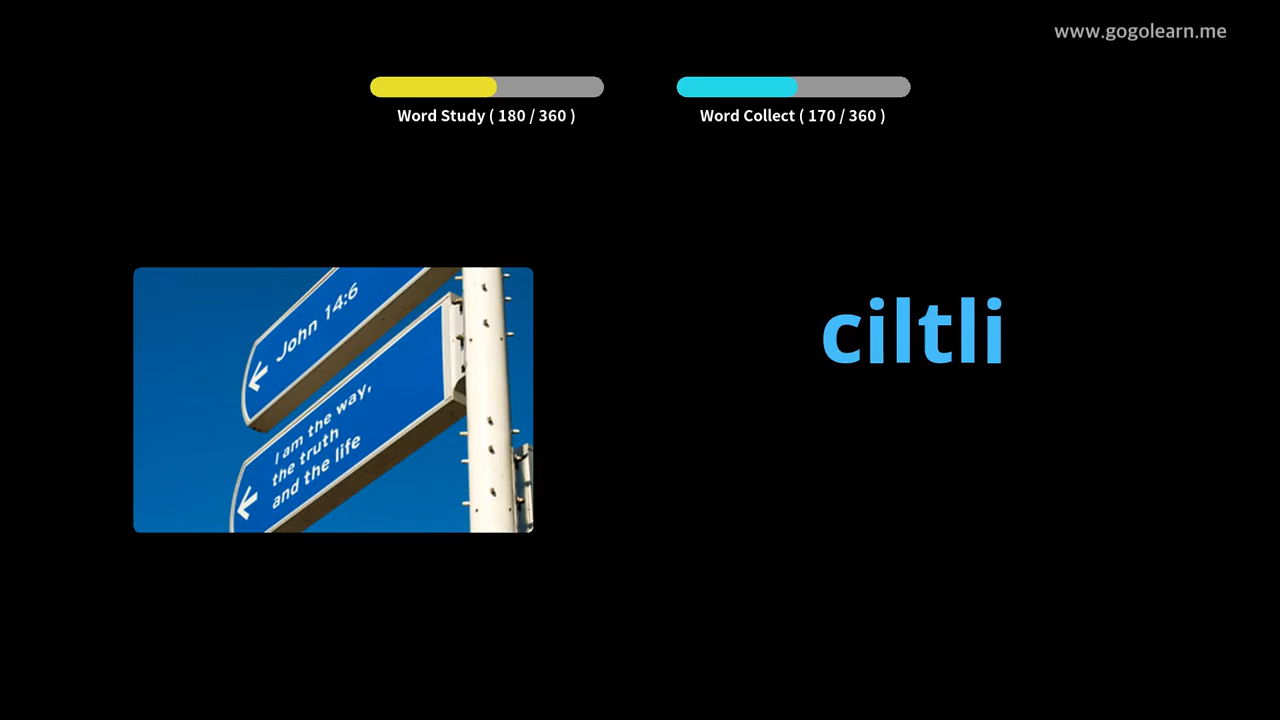 www.gogolearn.me
Word Study ( 180 / 360 )
Word Collect ( 170 / 360 )
John 14:6
I am the way,
the truth
and the life
ciltli